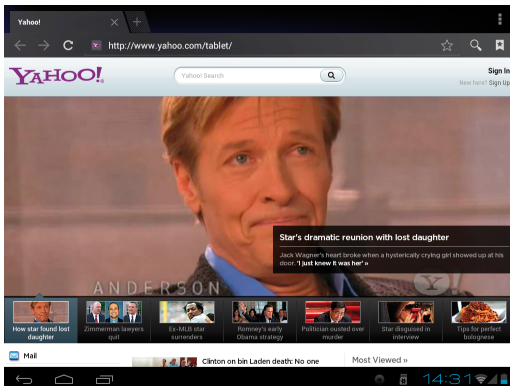 Yahoo!
http://www.yahoo.com/tablet/
YAHOO!
Yahoo! Search
Sign In
New here? Sign Up
Star's dramatic reunion with lost daughter
Jack Wagner's heart broke when a hysterically crying girl showed up at his
door. 'I just knew it was her' »
ANDERSON
Y!
How star found lost
daughter
Zimmerman lawyers
quit
Ex-MLB star
surrenders
Romney's early
Obama strategy
Politician ousted over
murder
Star disguised in
interview
Tips for perfect
bolognese
Mail
Clinton on bin Laden death: No one
Most Viewed »
14:31